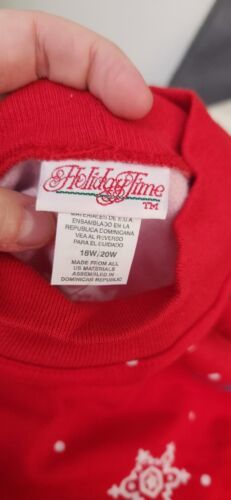 Holiday Time
TM
MATERIALES DE E.U.A.
ENSAMBLADO EN LA
REPUBLICA DOMINICANA
VEA AL REVERSO
PARA EL CUIDADO
18W/20W
MADE FROM ALL
US MATERIALS
ASSEMBLED IN
DOMINICAN REPUBLIC